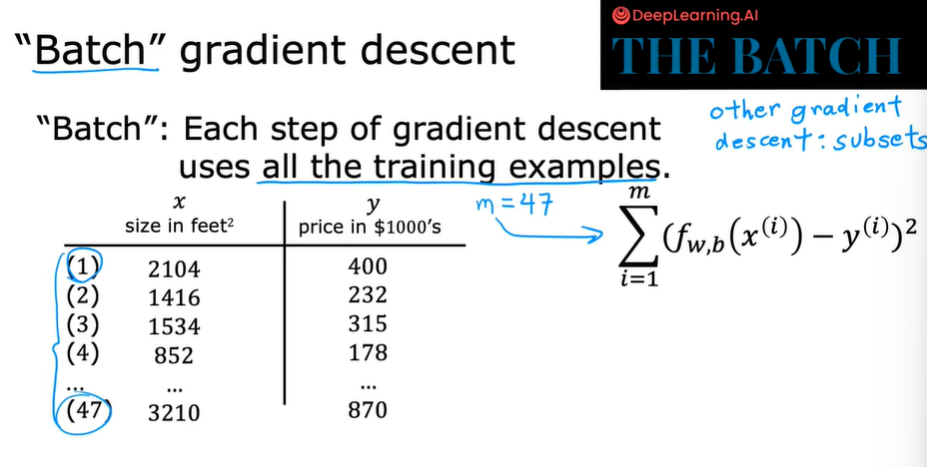 DeepLearning.AI
THE BATCH
“Batch” gradient descent
other gradient
descent: subsets
“Batch”: Each step of gradient descent
uses all the training examples.
m = 47
x y
size in feet² price in $1000’s
(1) 2104 400
(2) 1416 232
(3) 1534 315
(4) 852 178
... ... ...
(47) 3210 870
m
∑ (f_{w,b}(x^{(i)}) – y^{(i)})²
i=1